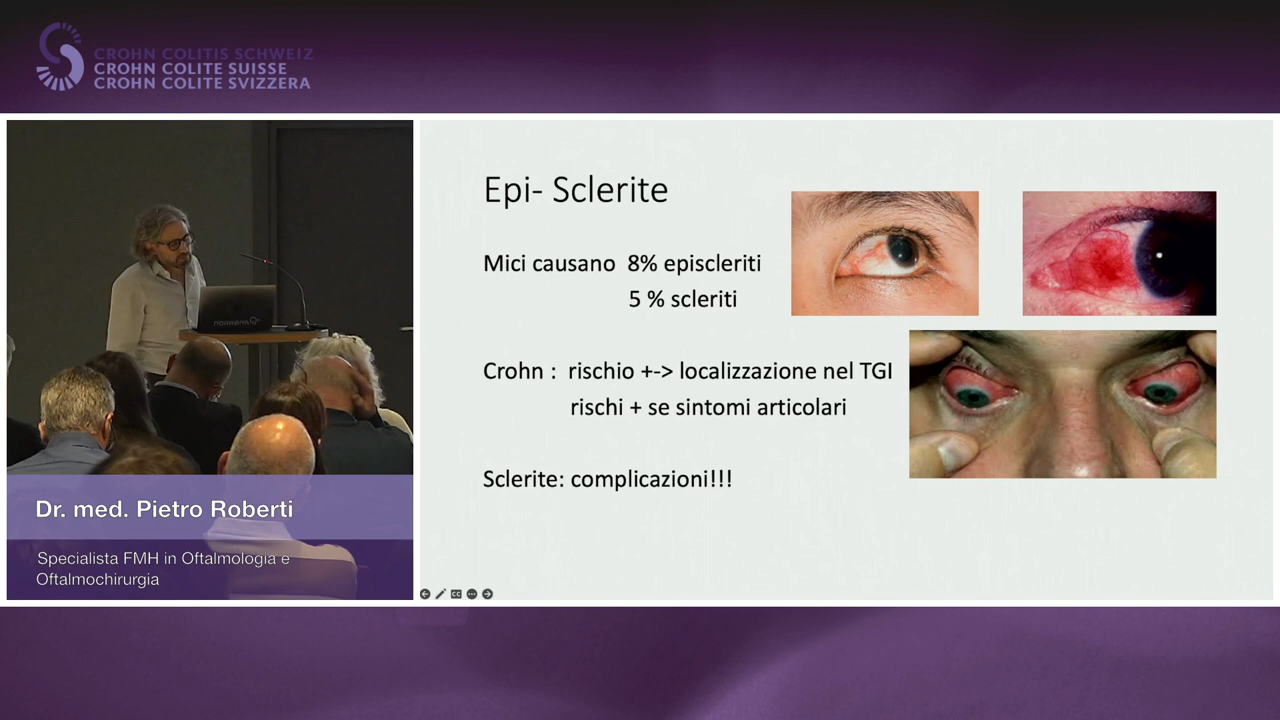 CROHN COLITIS SCHWEIZ
CROHN COLITE SUISSE
CROHN COLITE SVIZZERA
Epi- Sclerite
Mici causano 8% episcleriti
5 % scleriti
Crohn : rischio +-> localizzazione nel TGI
rischi + se sintomi articolari
Sclerite: complicazioni!!!
Dr. med. Pietro Roberti
Specialista FMH in Oftalmologia e
Oftalmochirurgia
CC